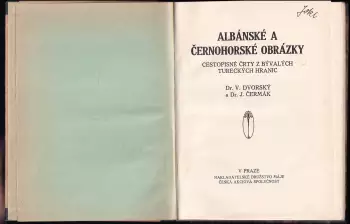 ALBÁNSKÉ A
ČERNOHORSKÉ OBRÁZKY
CESTOPISNÉ ČRTY Z BÝVALÝCH
TURECKÝCH HRANIC
Dr. V. DVORSKÝ
a Dr. J. ČERMÁK
V PRAZE
NAKLADATELSKÉ DRUŽSTVO MÁJE
ČESKÁ AKCIOVÁ SPOLEČNOST